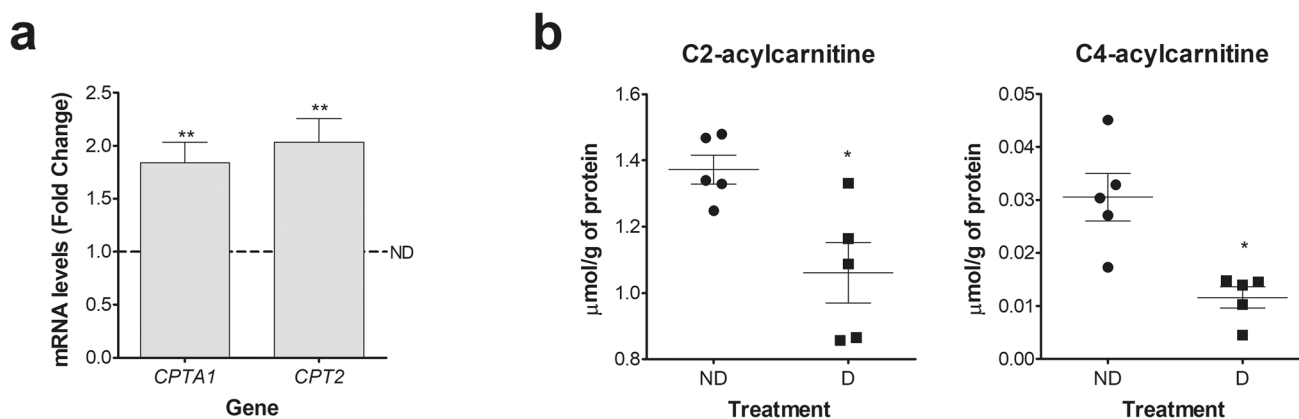 a
mRNA levels (Fold Change)
2.5
2.0
1.5
1.0
0.5
0.0
**
**
ND
CPTA1
CPT2
Gene
b
C2-acylcarnitine
μmol/g of protein
1.6
1.4
1.2
1.0
0.8
*
ND
D
Treatment
C4-acylcarnitine
μmol/g of protein
0.05
0.04
0.03
0.02
0.01
0.00
*
ND
D
Treatment